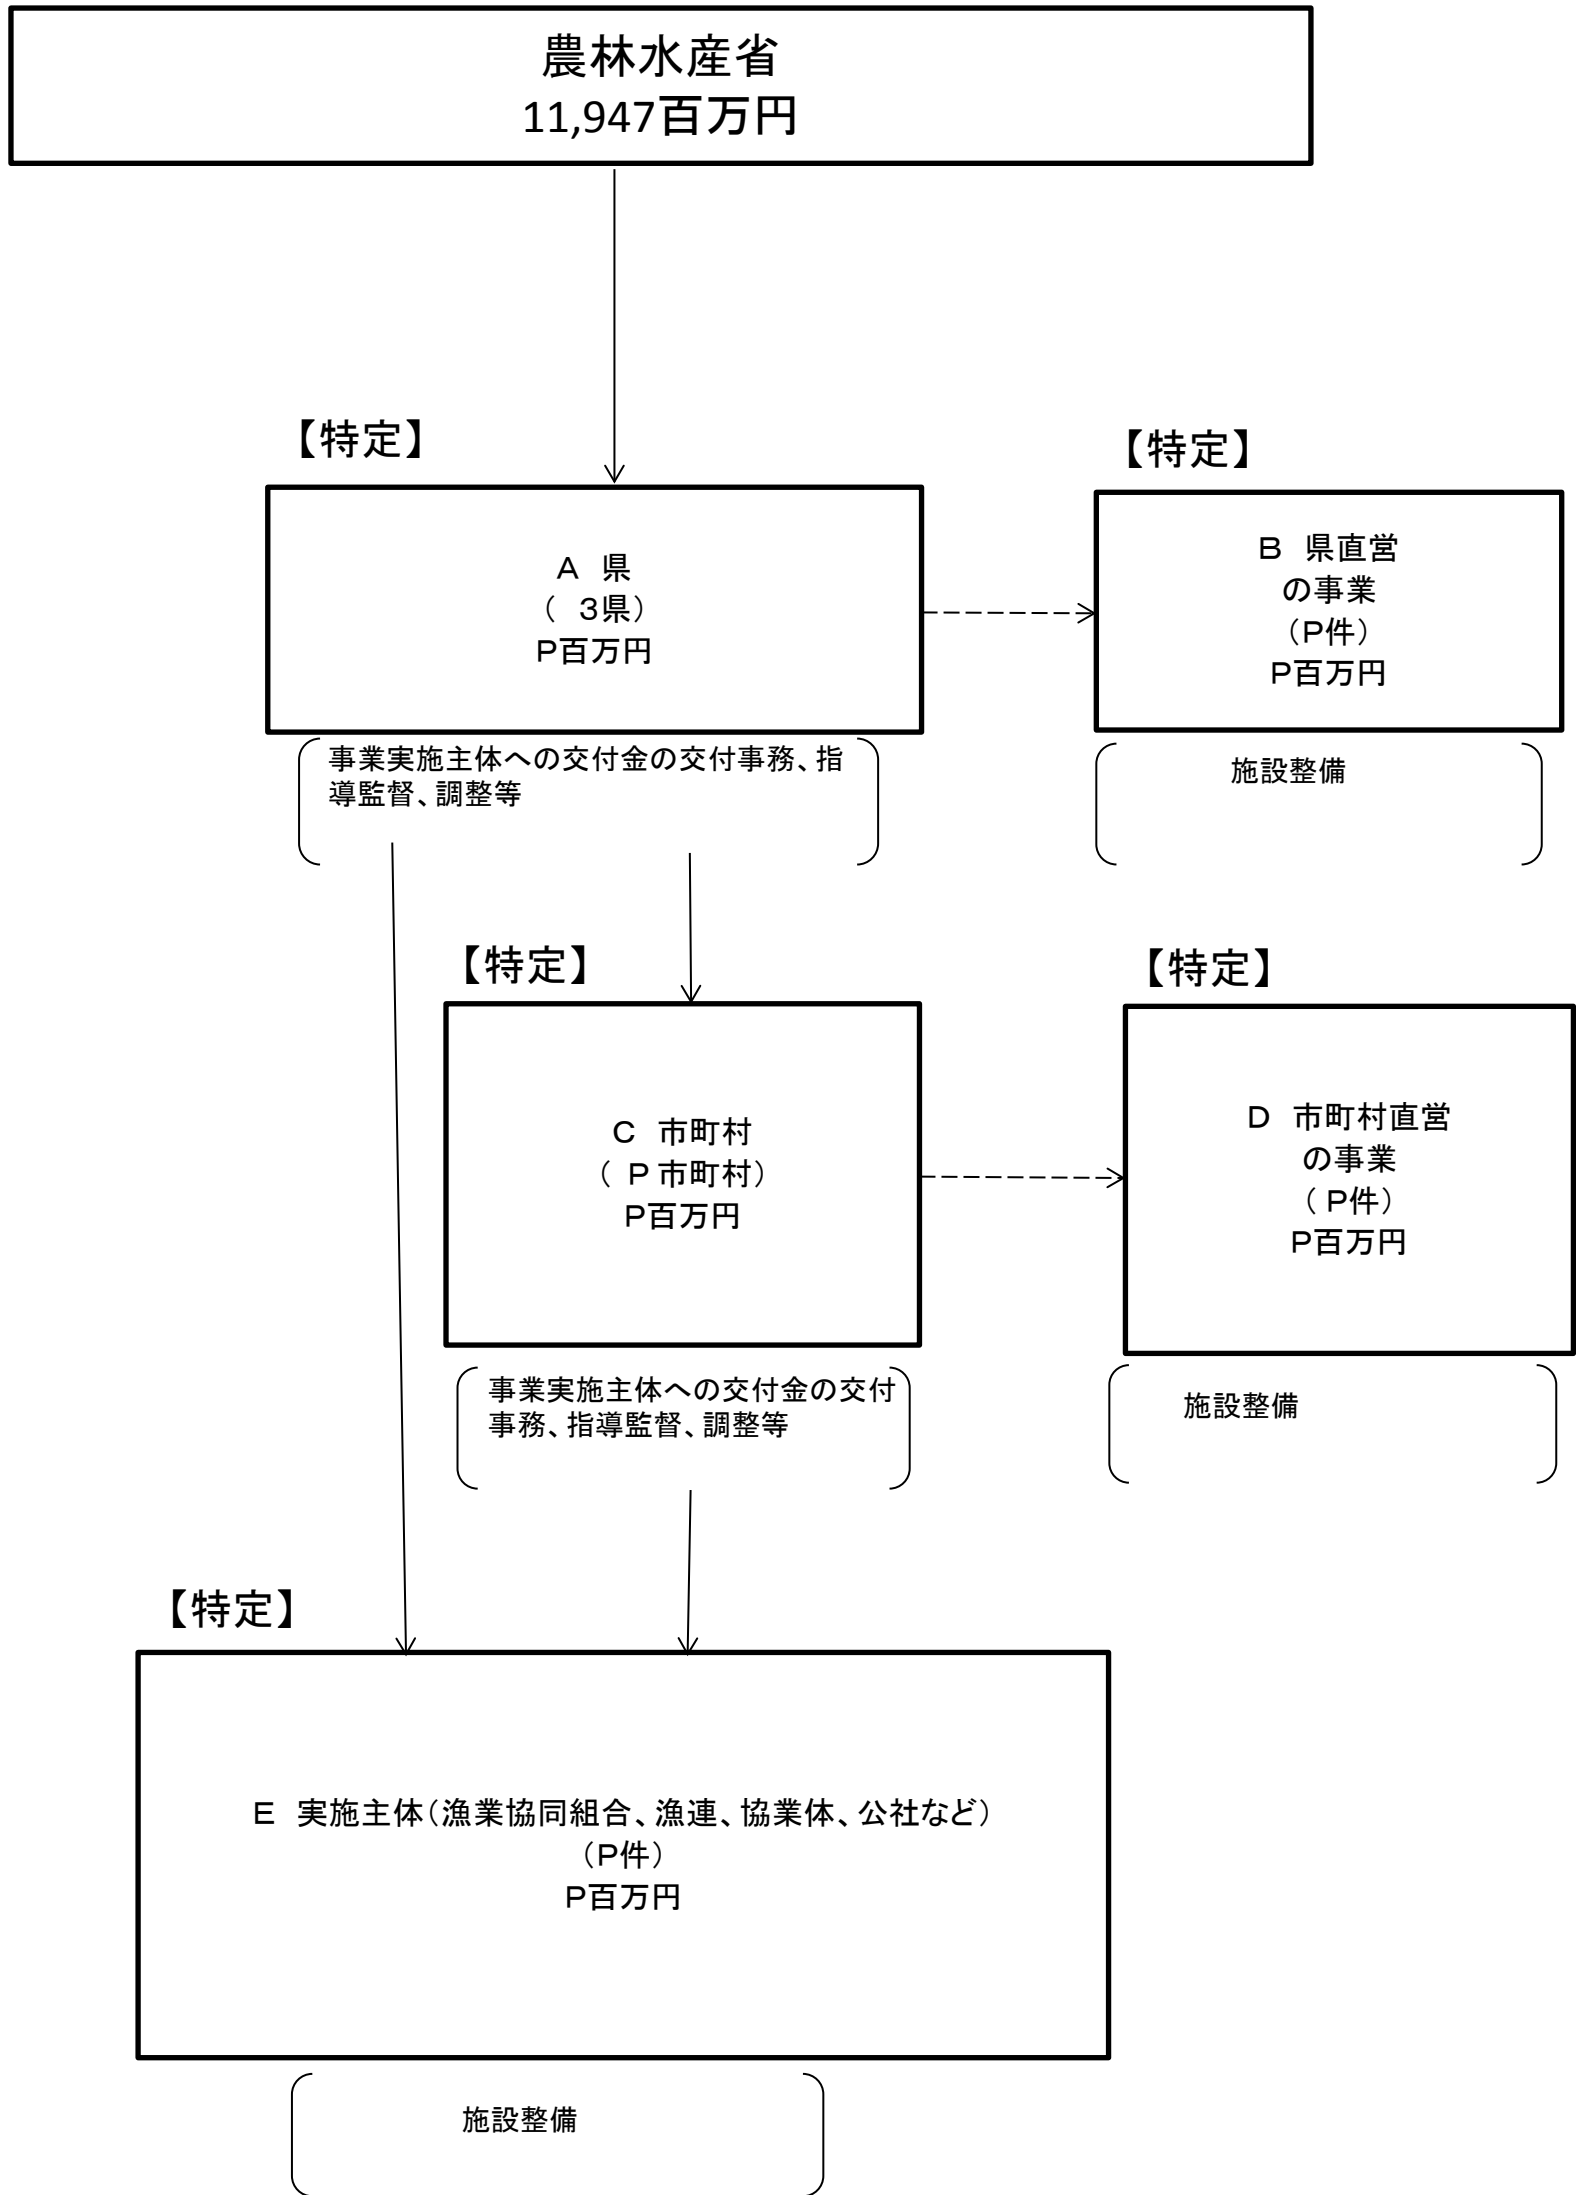 農林水産省
11,947百万円
【特定】
【特定】
A　県
（　3県）
P百万円
B　県直営
の事業
（P件）
P百万円
事業実施主体への交付金の交付事務、指
導監督、調整等
施設整備
【特定】
【特定】
C　市町村
（ P 市町村）
P百万円
D　市町村直営
の事業
（ P件）
P百万円
事業実施主体への交付金の交付
事務、指導監督、調整等
施設整備
【特定】
E　実施主体（漁業協同組合、漁連、協業体、公社など）
（P件）
P百万円
施設整備